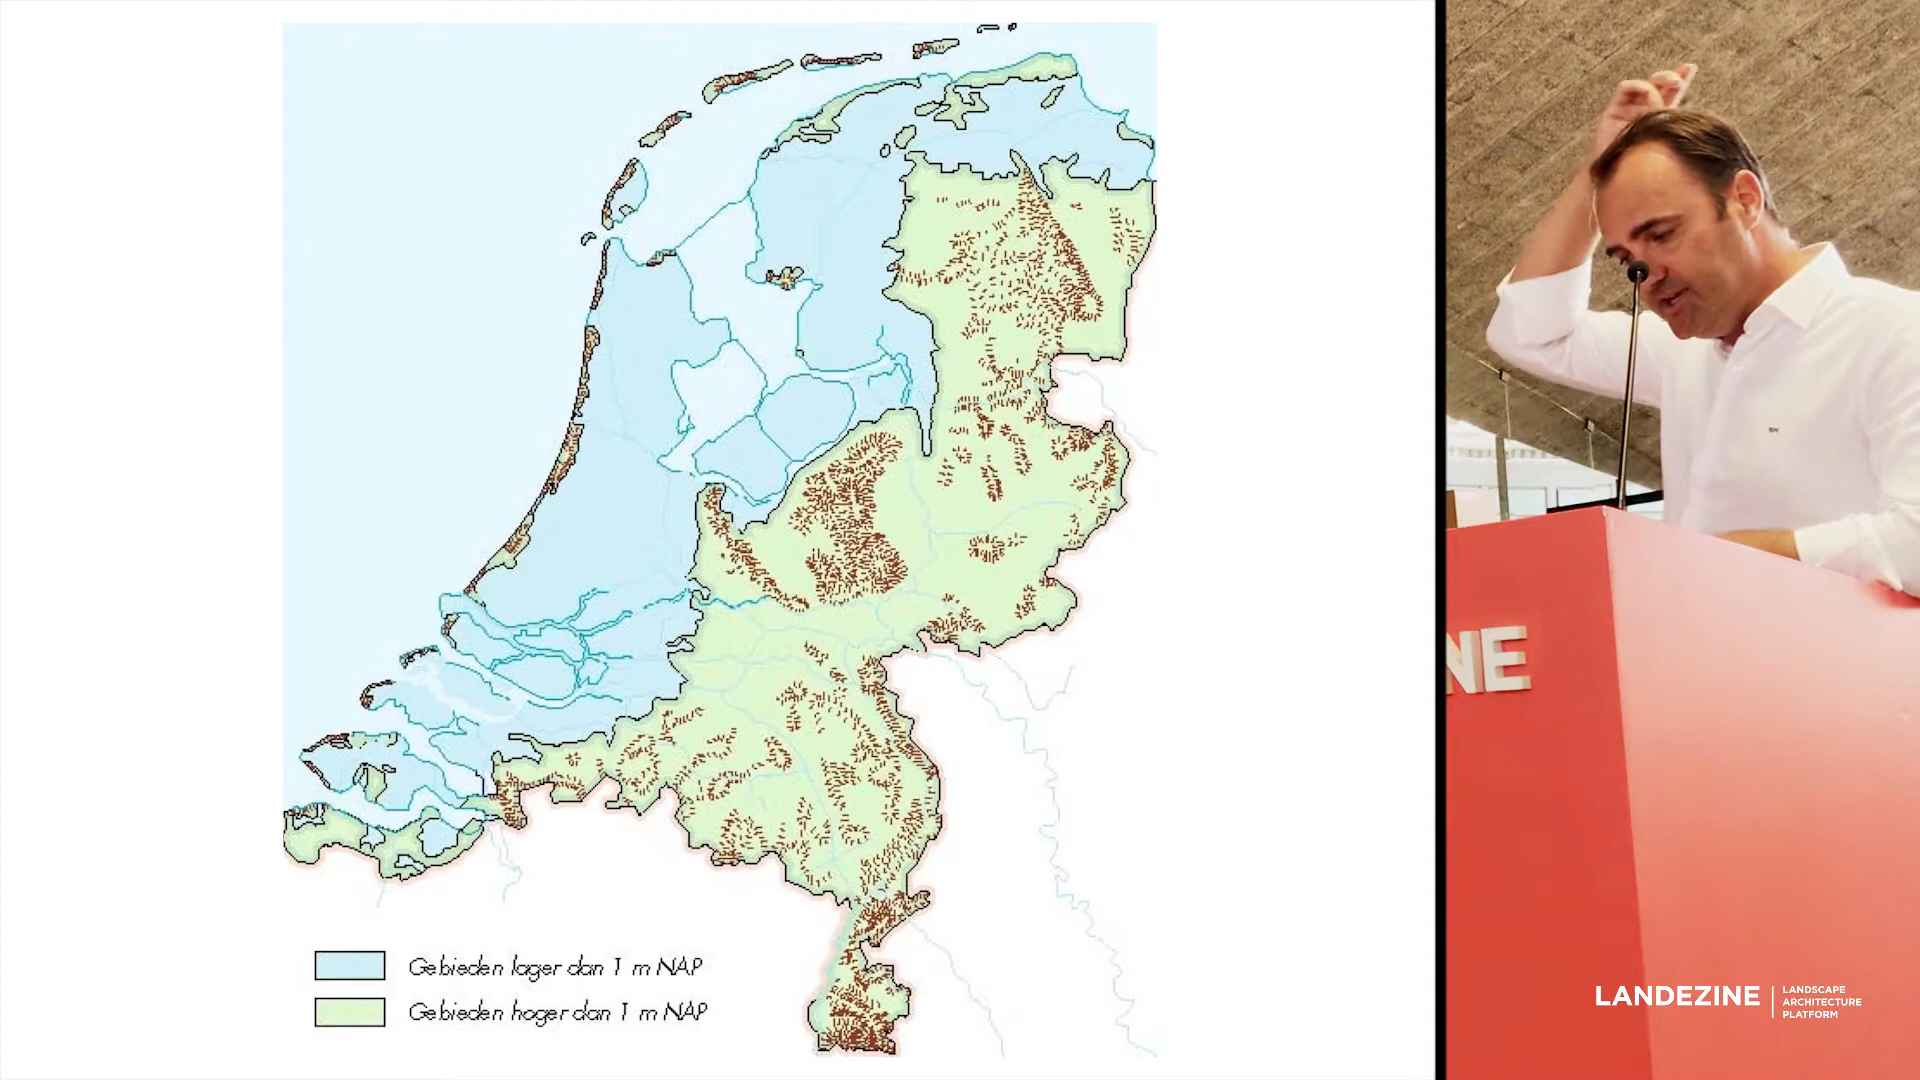 Gebieden lager dan 1 m NAP
Gebieden hoger dan 1 m NAP
NE
LANDEZINE
LANDSCAPE
ARCHITECTURE
PLATFORM